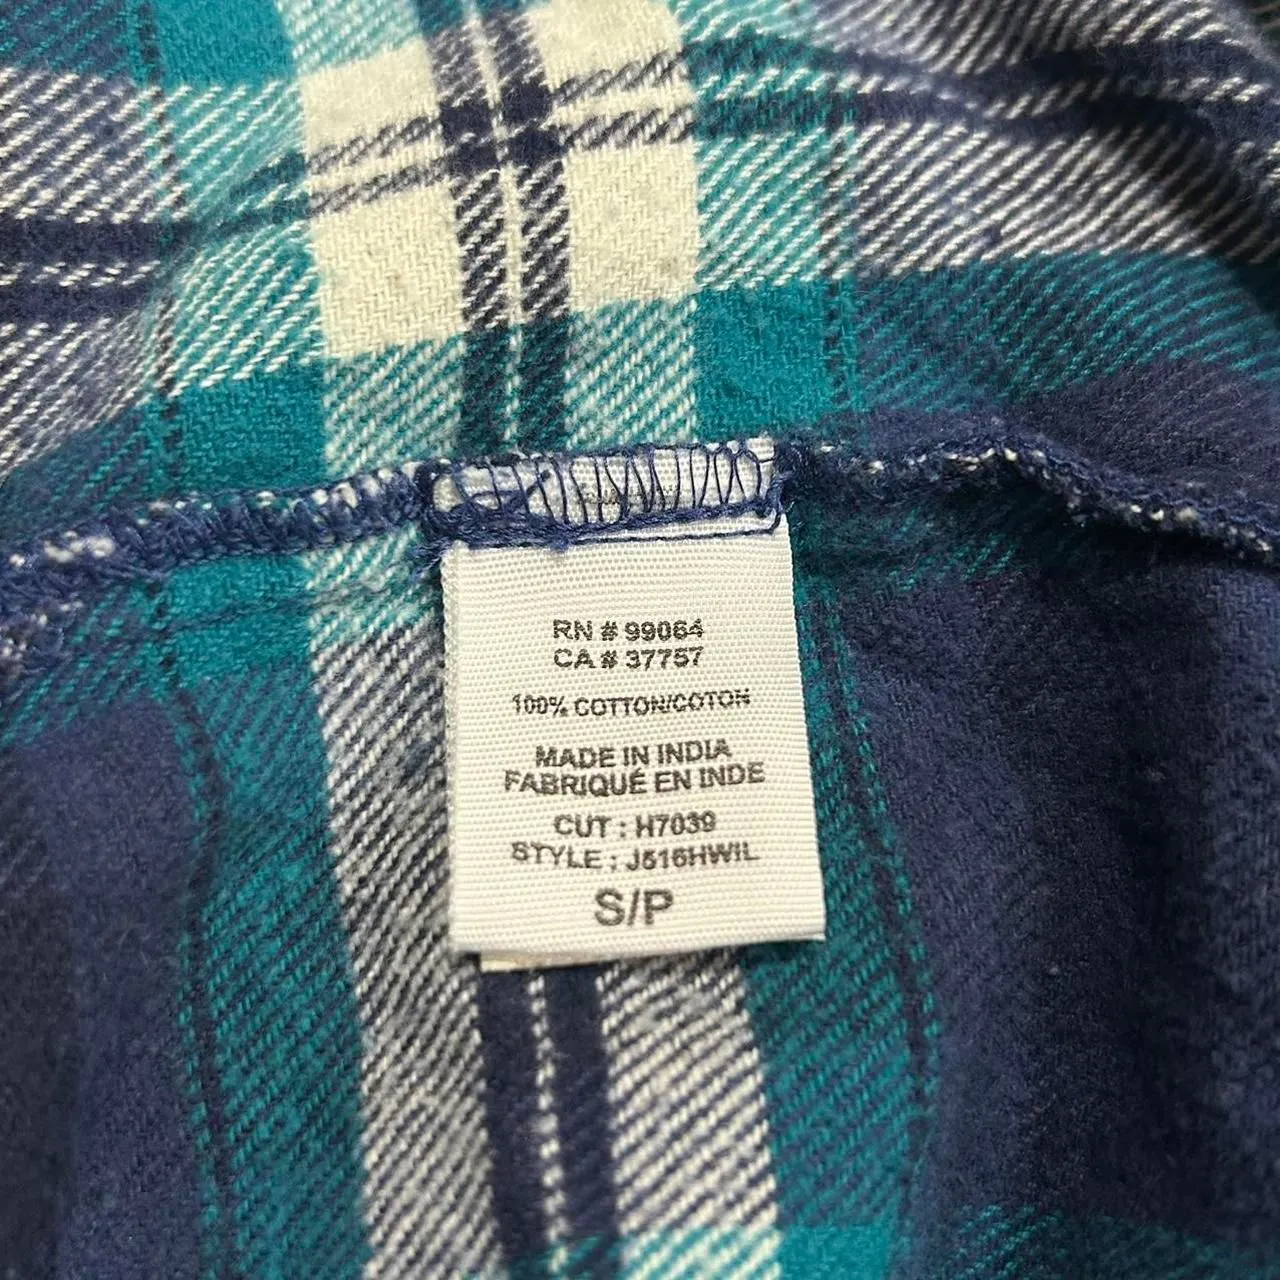 RN # 99064
CA # 37757
100% COTTON/COTON
MADE IN INDIA
FABRIQUÉ EN INDE
CUT : H7039
STYLE : J516HWIL
S/P